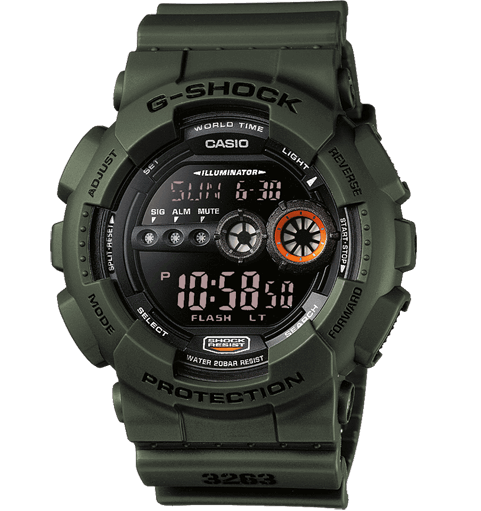 G-SHOCK
WORLD TIME
CASIO
ADJUST
SET
LIGHT
REVERSE
ILLUMINATOR
SUN 6-30
SIG ALM MUTE
SPLIT·RESET
START·STOP
P 10:58 50
FLASH LT
MODE
SELECT
SEARCH
FORWARD
SHOCK
RESIST
WATER 20BAR RESIST
PROTECTION
3263